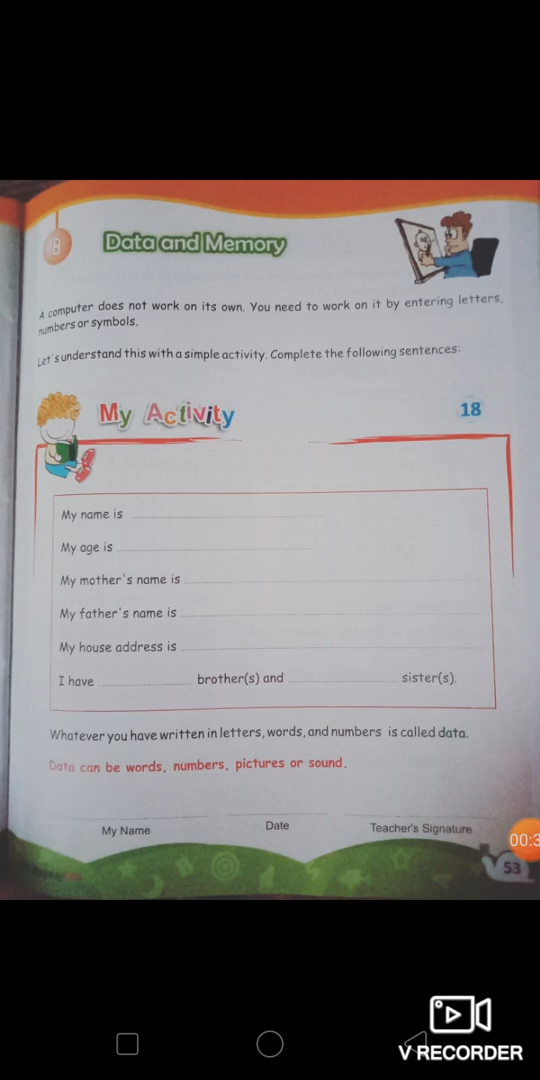 8
Data and Memory
A computer does not work on its own. You need to work on it by entering letters,
numbers or symbols.
Let's understand this with a simple activity. Complete the following sentences:
My Activity
18
My name is
My age is
My mother's name is
My father's name is
My house address is
I have brother(s) and sister(s).
Whatever you have written in letters, words, and numbers is called data.
Data can be words, numbers, pictures or sound.
My Name Date Teacher's Signature
00:3
53
V RECORDER